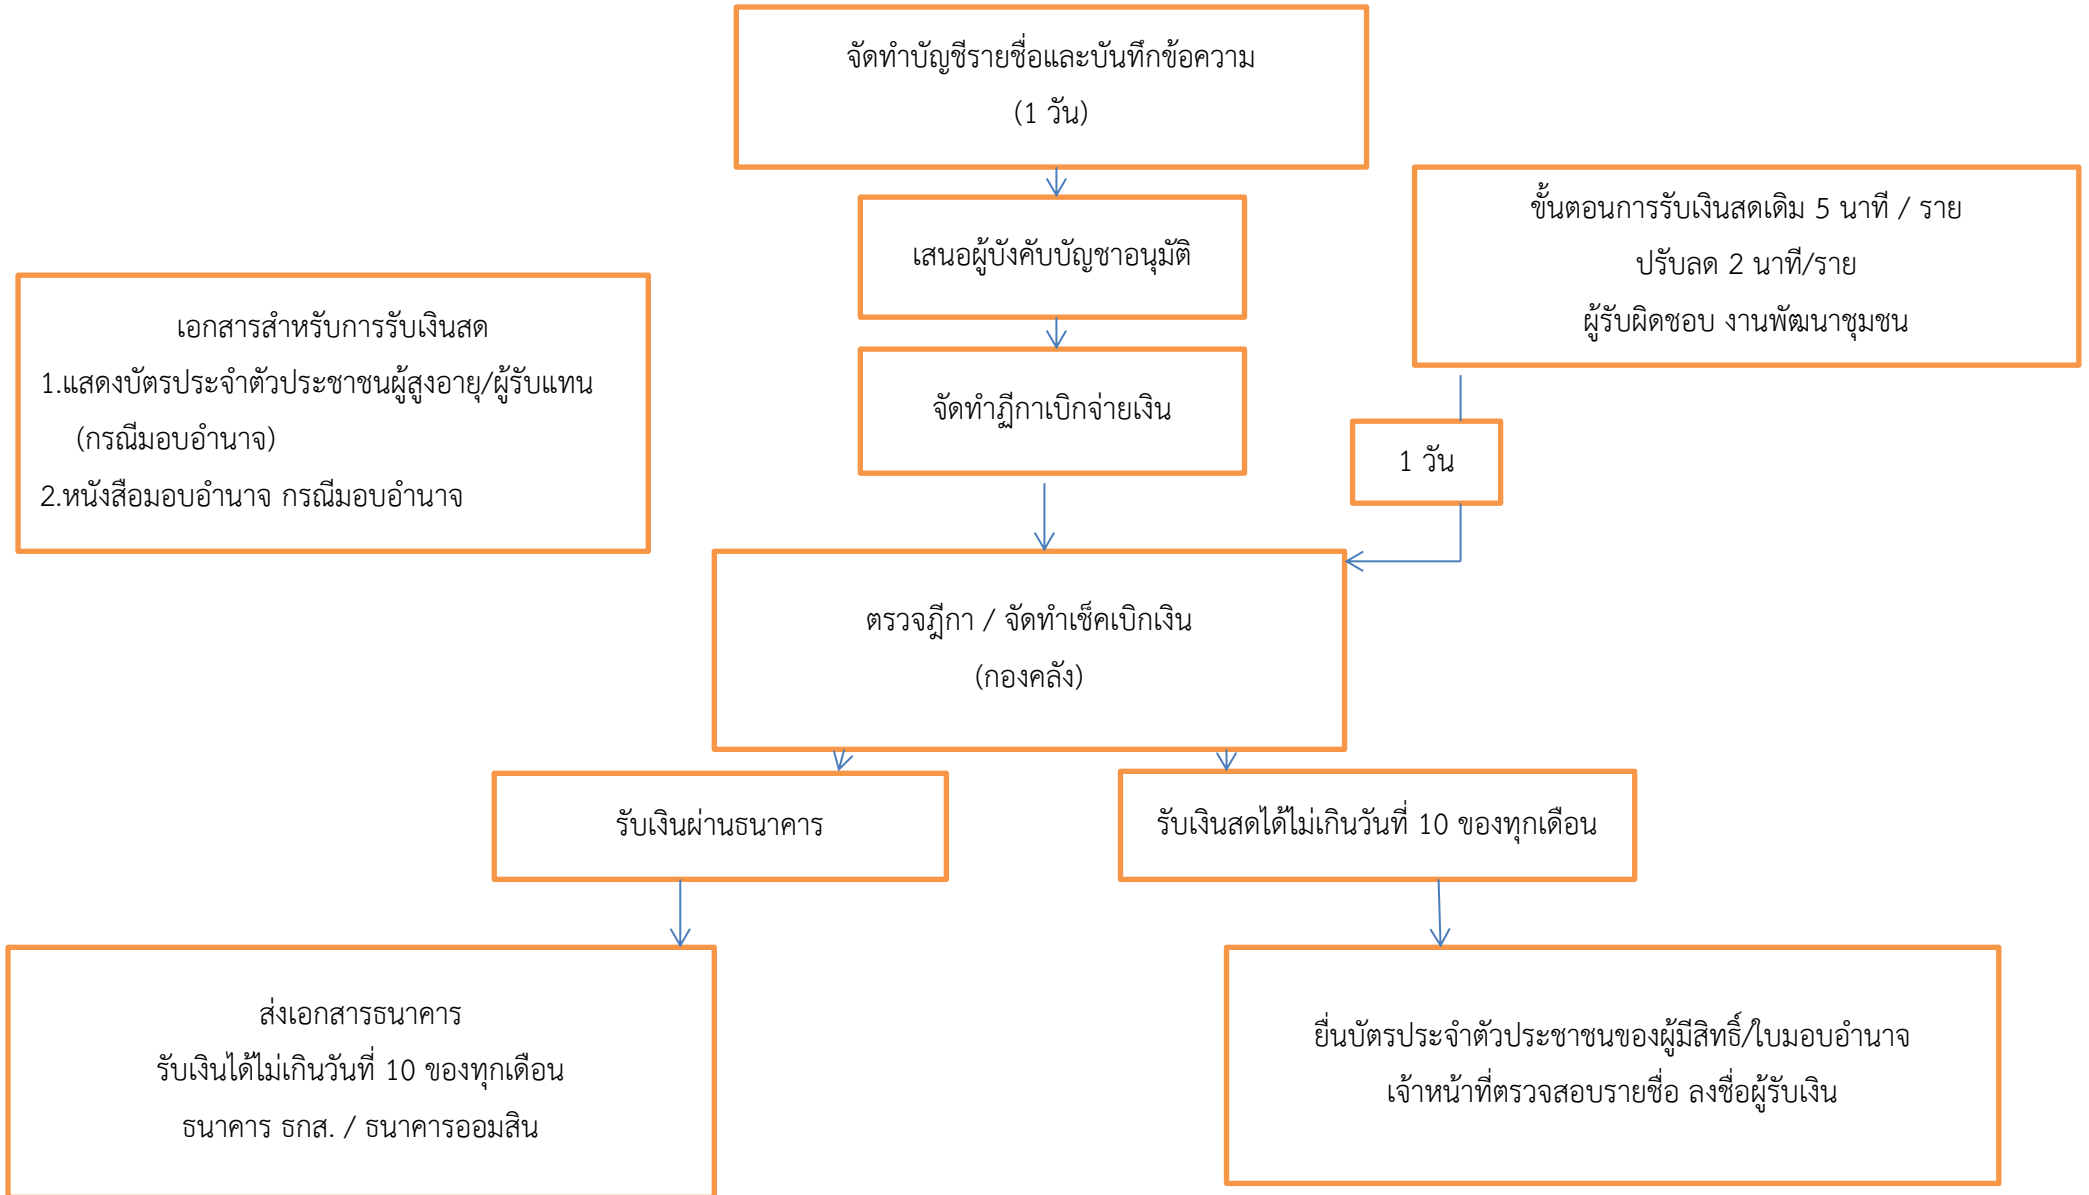 จัดทำบัญชีรายชื่อและบันทึกข้อความ
(1 วัน)
เสนอผู้บังคับบัญชาอนุมัติ
ขั้นตอนการรับเงินสดเดิม 5 นาที / ราย
ปรับลด 2 นาที/ราย
ผู้รับผิดชอบ งานพัฒนาชุมชน
เอกสารสำหรับการรับเงินสด
1.แสดงบัตรประจำตัวประชาชนผู้สูงอายุ/ผู้รับแทน
(กรณีมอบอำนาจ)
2.หนังสือมอบอำนาจ กรณีมอบอำนาจ
จัดทำฏีกาเบิกจ่ายเงิน
1 วัน
ตรวจฎีกา / จัดทำเช็คเบิกเงิน
(กองคลัง)
รับเงินผ่านธนาคาร
รับเงินสดได้ไม่เกินวันที่ 10 ของทุกเดือน
ส่งเอกสารธนาคาร
รับเงินได้ไม่เกินวันที่ 10 ของทุกเดือน
ธนาคาร ธกส. / ธนาคารออมสิน
ยื่นบัตรประจำตัวประชาชนของผู้มีสิทธิ์/ใบมอบอำนาจ
เจ้าหน้าที่ตรวจสอบรายชื่อ ลงชื่อผู้รับเงิน